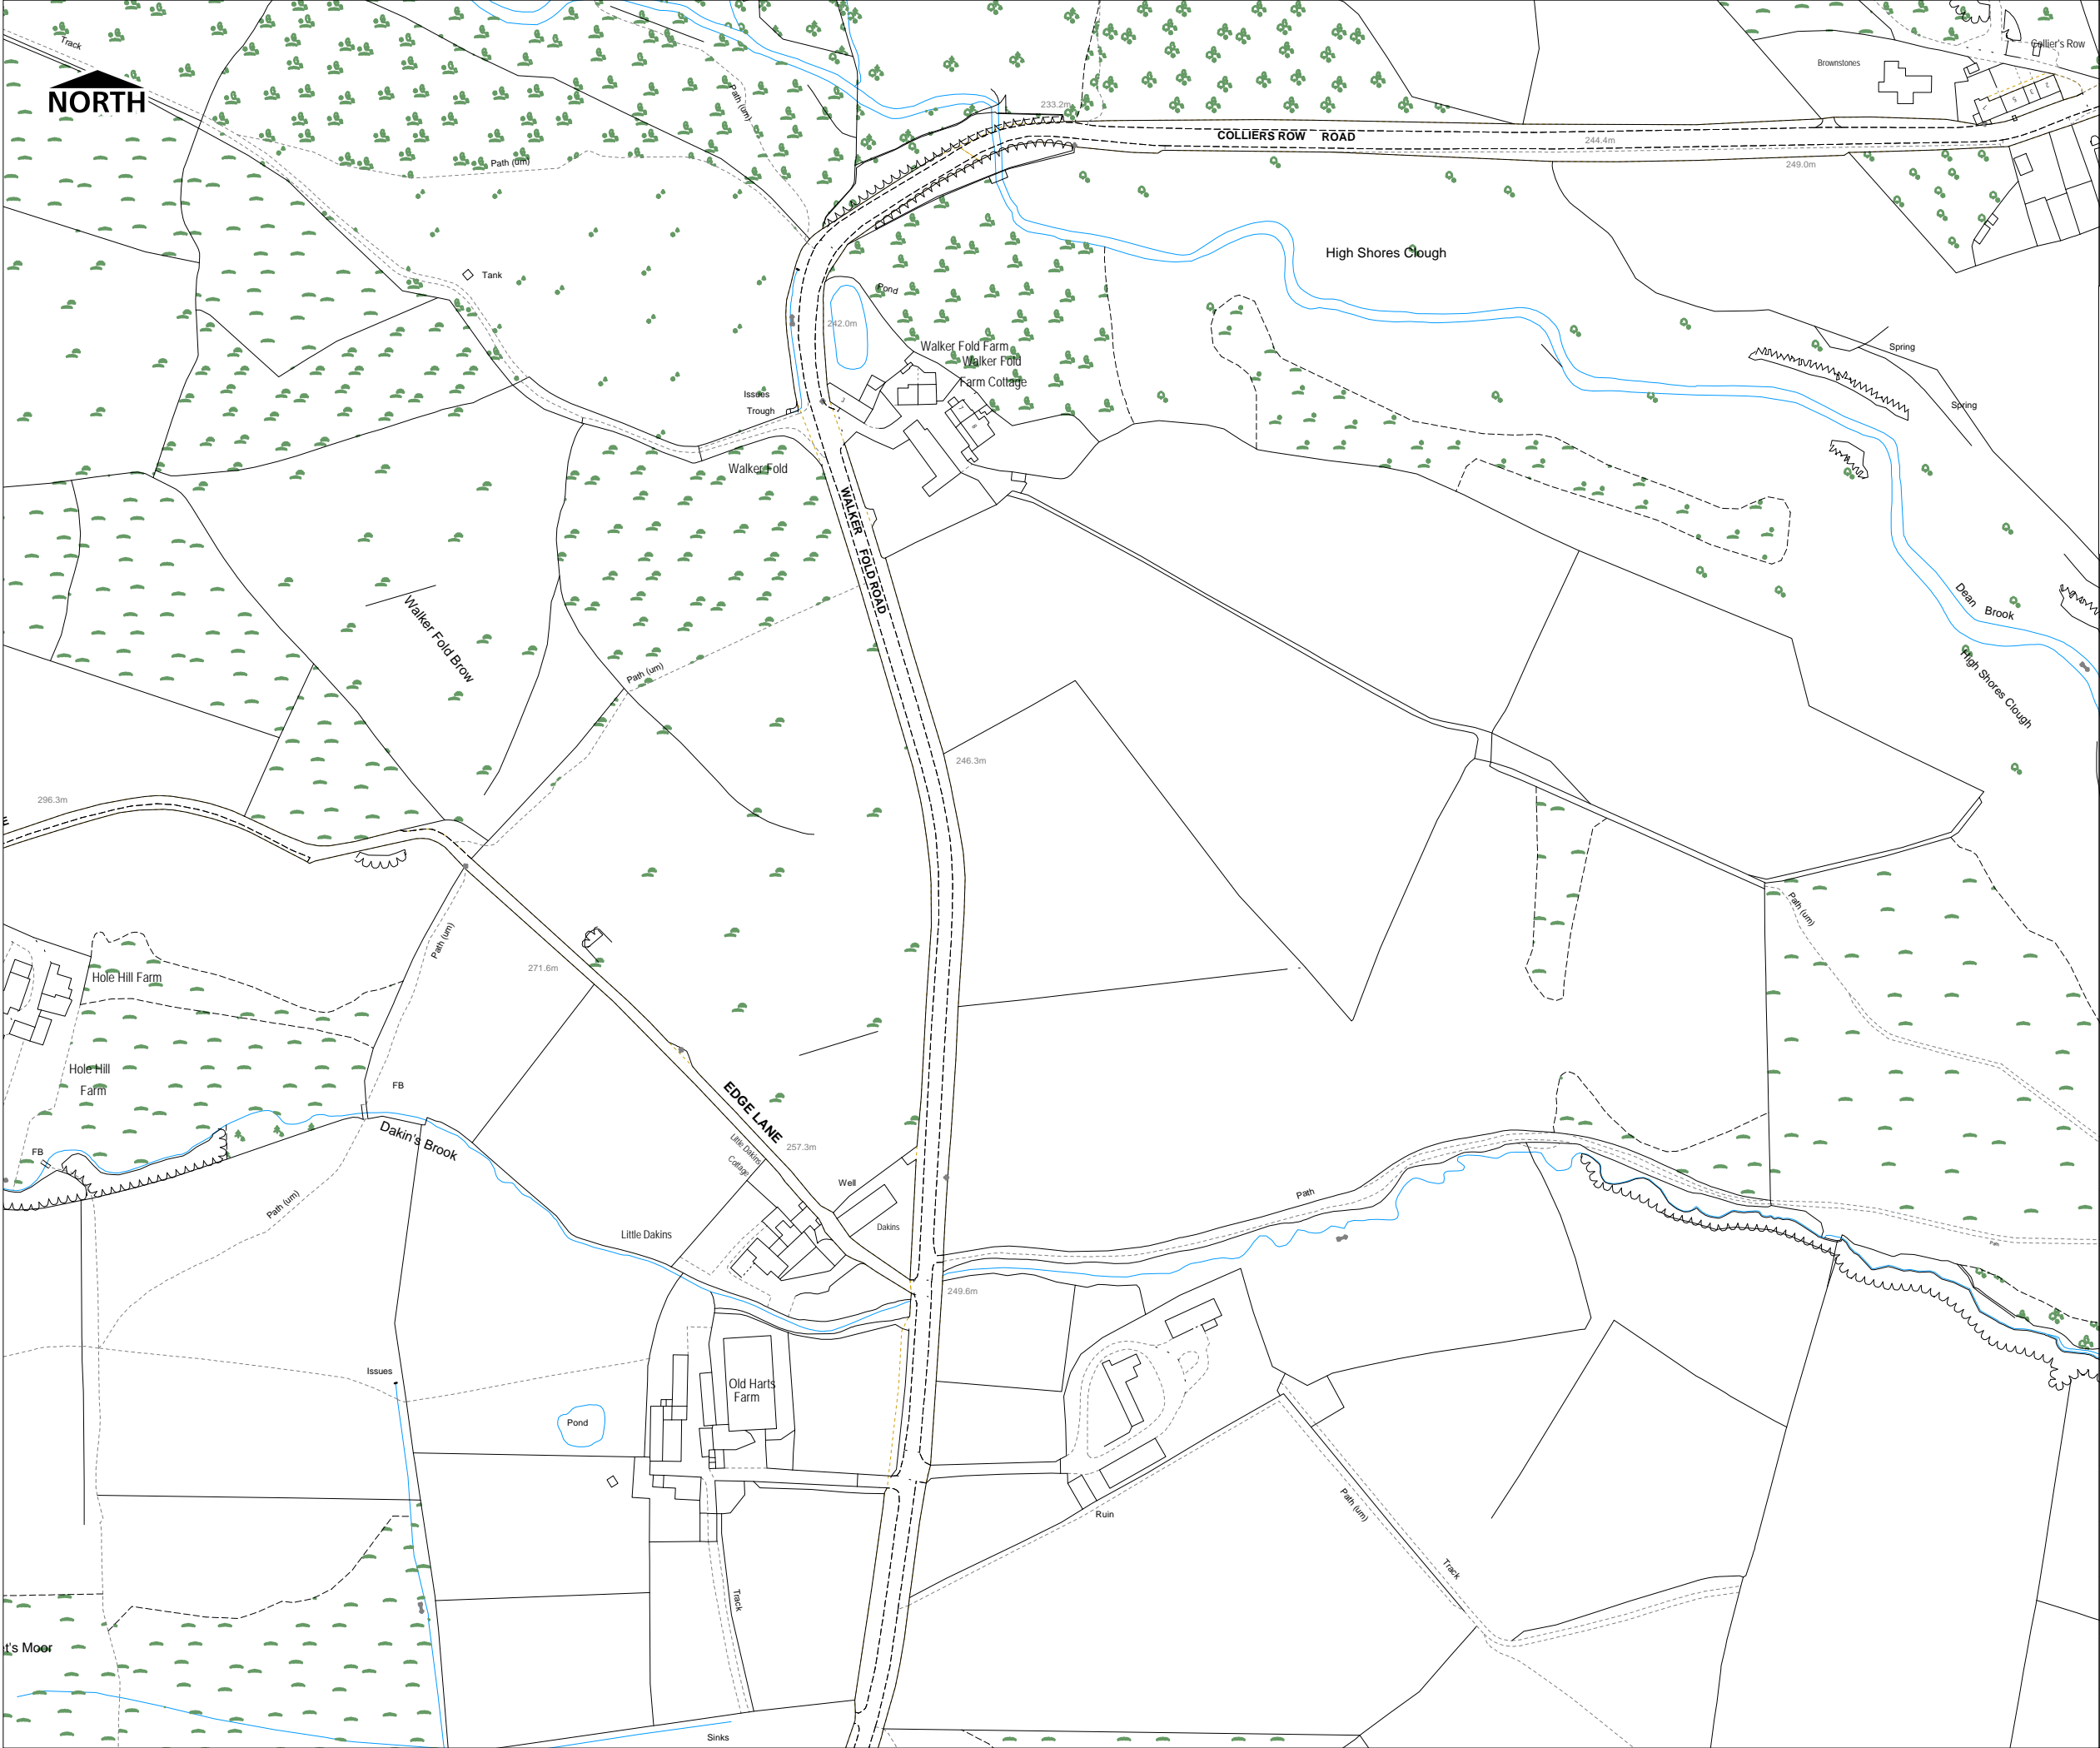 Track
NORTH
Path (um)
Path (um)
233.2m
COLLIERS ROW ROAD
244.4m
249.0m
Brownstones
Collier's Row
Tank
Pond
242.0m
High Shores Clough
Walker Fold Farm
Walker Fold
Farm Cottage
Issues
Trough
Walker Fold
Spring
Spring
WALKER FOLD ROAD
Walker Fold Brow
Path (um)
Dean Brook
High Shores Clough
246.3m
296.3m
Path (um)
Path (um)
271.6m
Hole Hill Farm
Hole Hill
Farm
FB
FB
Dakin's Brook
EDGE LANE
257.3m
Little Dakins
Cottage
Well
Dakins
Little Dakins
Path (um)
Path
Path
249.6m
Issues
Pond
Old Harts
Farm
Ruin
Path (um)
Track
Track
t's Moor
Sinks